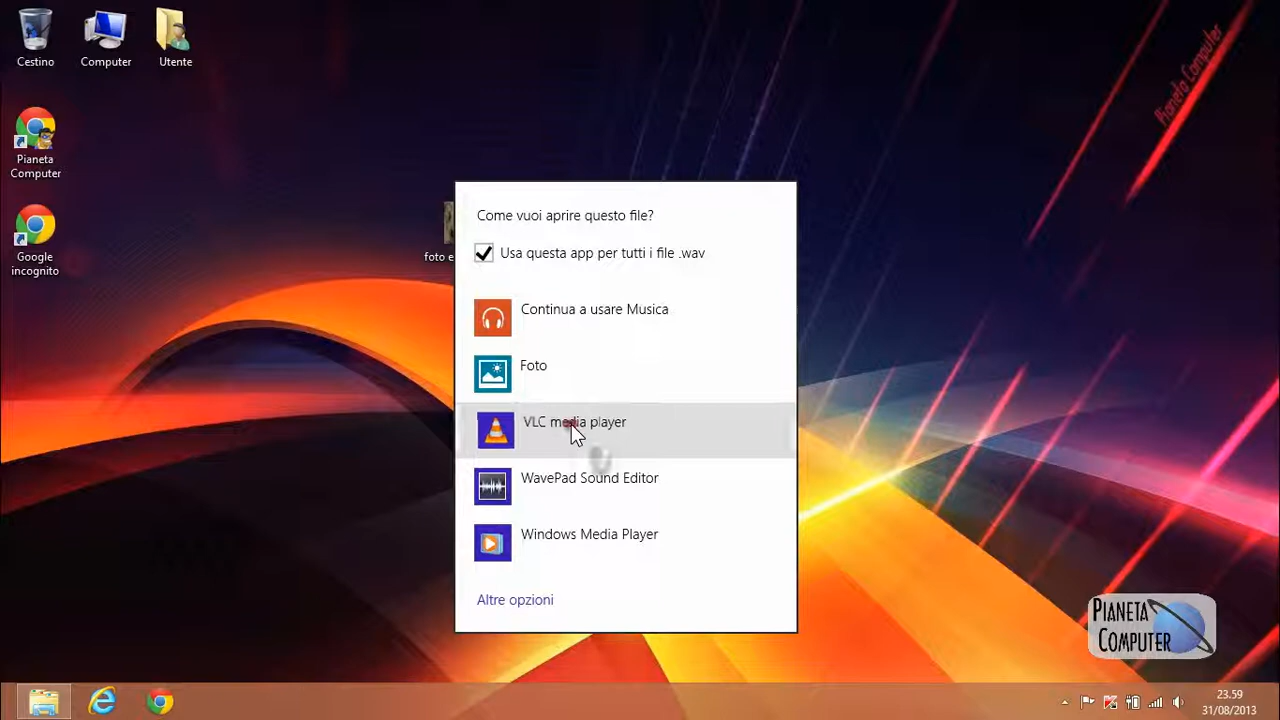 Cestino
Computer
Utente
Pianeta Computer
Pianeta
Computer
Google
incognito
foto e
Come vuoi aprire questo file?
Usa questa app per tutti i file .wav
Continua a usare Musica
Foto
VLC media player
WavePad Sound Editor
Windows Media Player
Altre opzioni
PIANETA
COMPUTER
23.59
31/08/2013